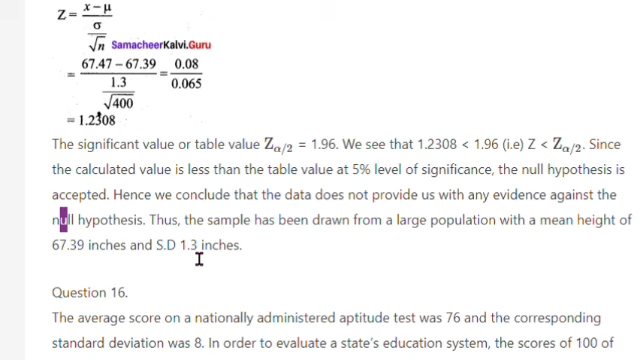 Z = x – μ / σ/√n SamacheerKalvi.Guru
= 67.47 – 67.39 / 1.3/√400 = 0.08 / 0.065
= 1.2308
The significant value or table value Zα/2 = 1.96. We see that 1.2308 < 1.96 (i.e) Z < Zα/2. Since
the calculated value is less than the table value at 5% level of significance, the null hypothesis is
accepted. Hence we conclude that the data does not provide us with any evidence against the
null hypothesis. Thus, the sample has been drawn from a large population with a mean height of
67.39 inches and S.D 1.3 inches.
Question 16.
The average score on a nationally administered aptitude test was 76 and the corresponding
standard deviation was 8. In order to evaluate a state's education system, the scores of 100 of